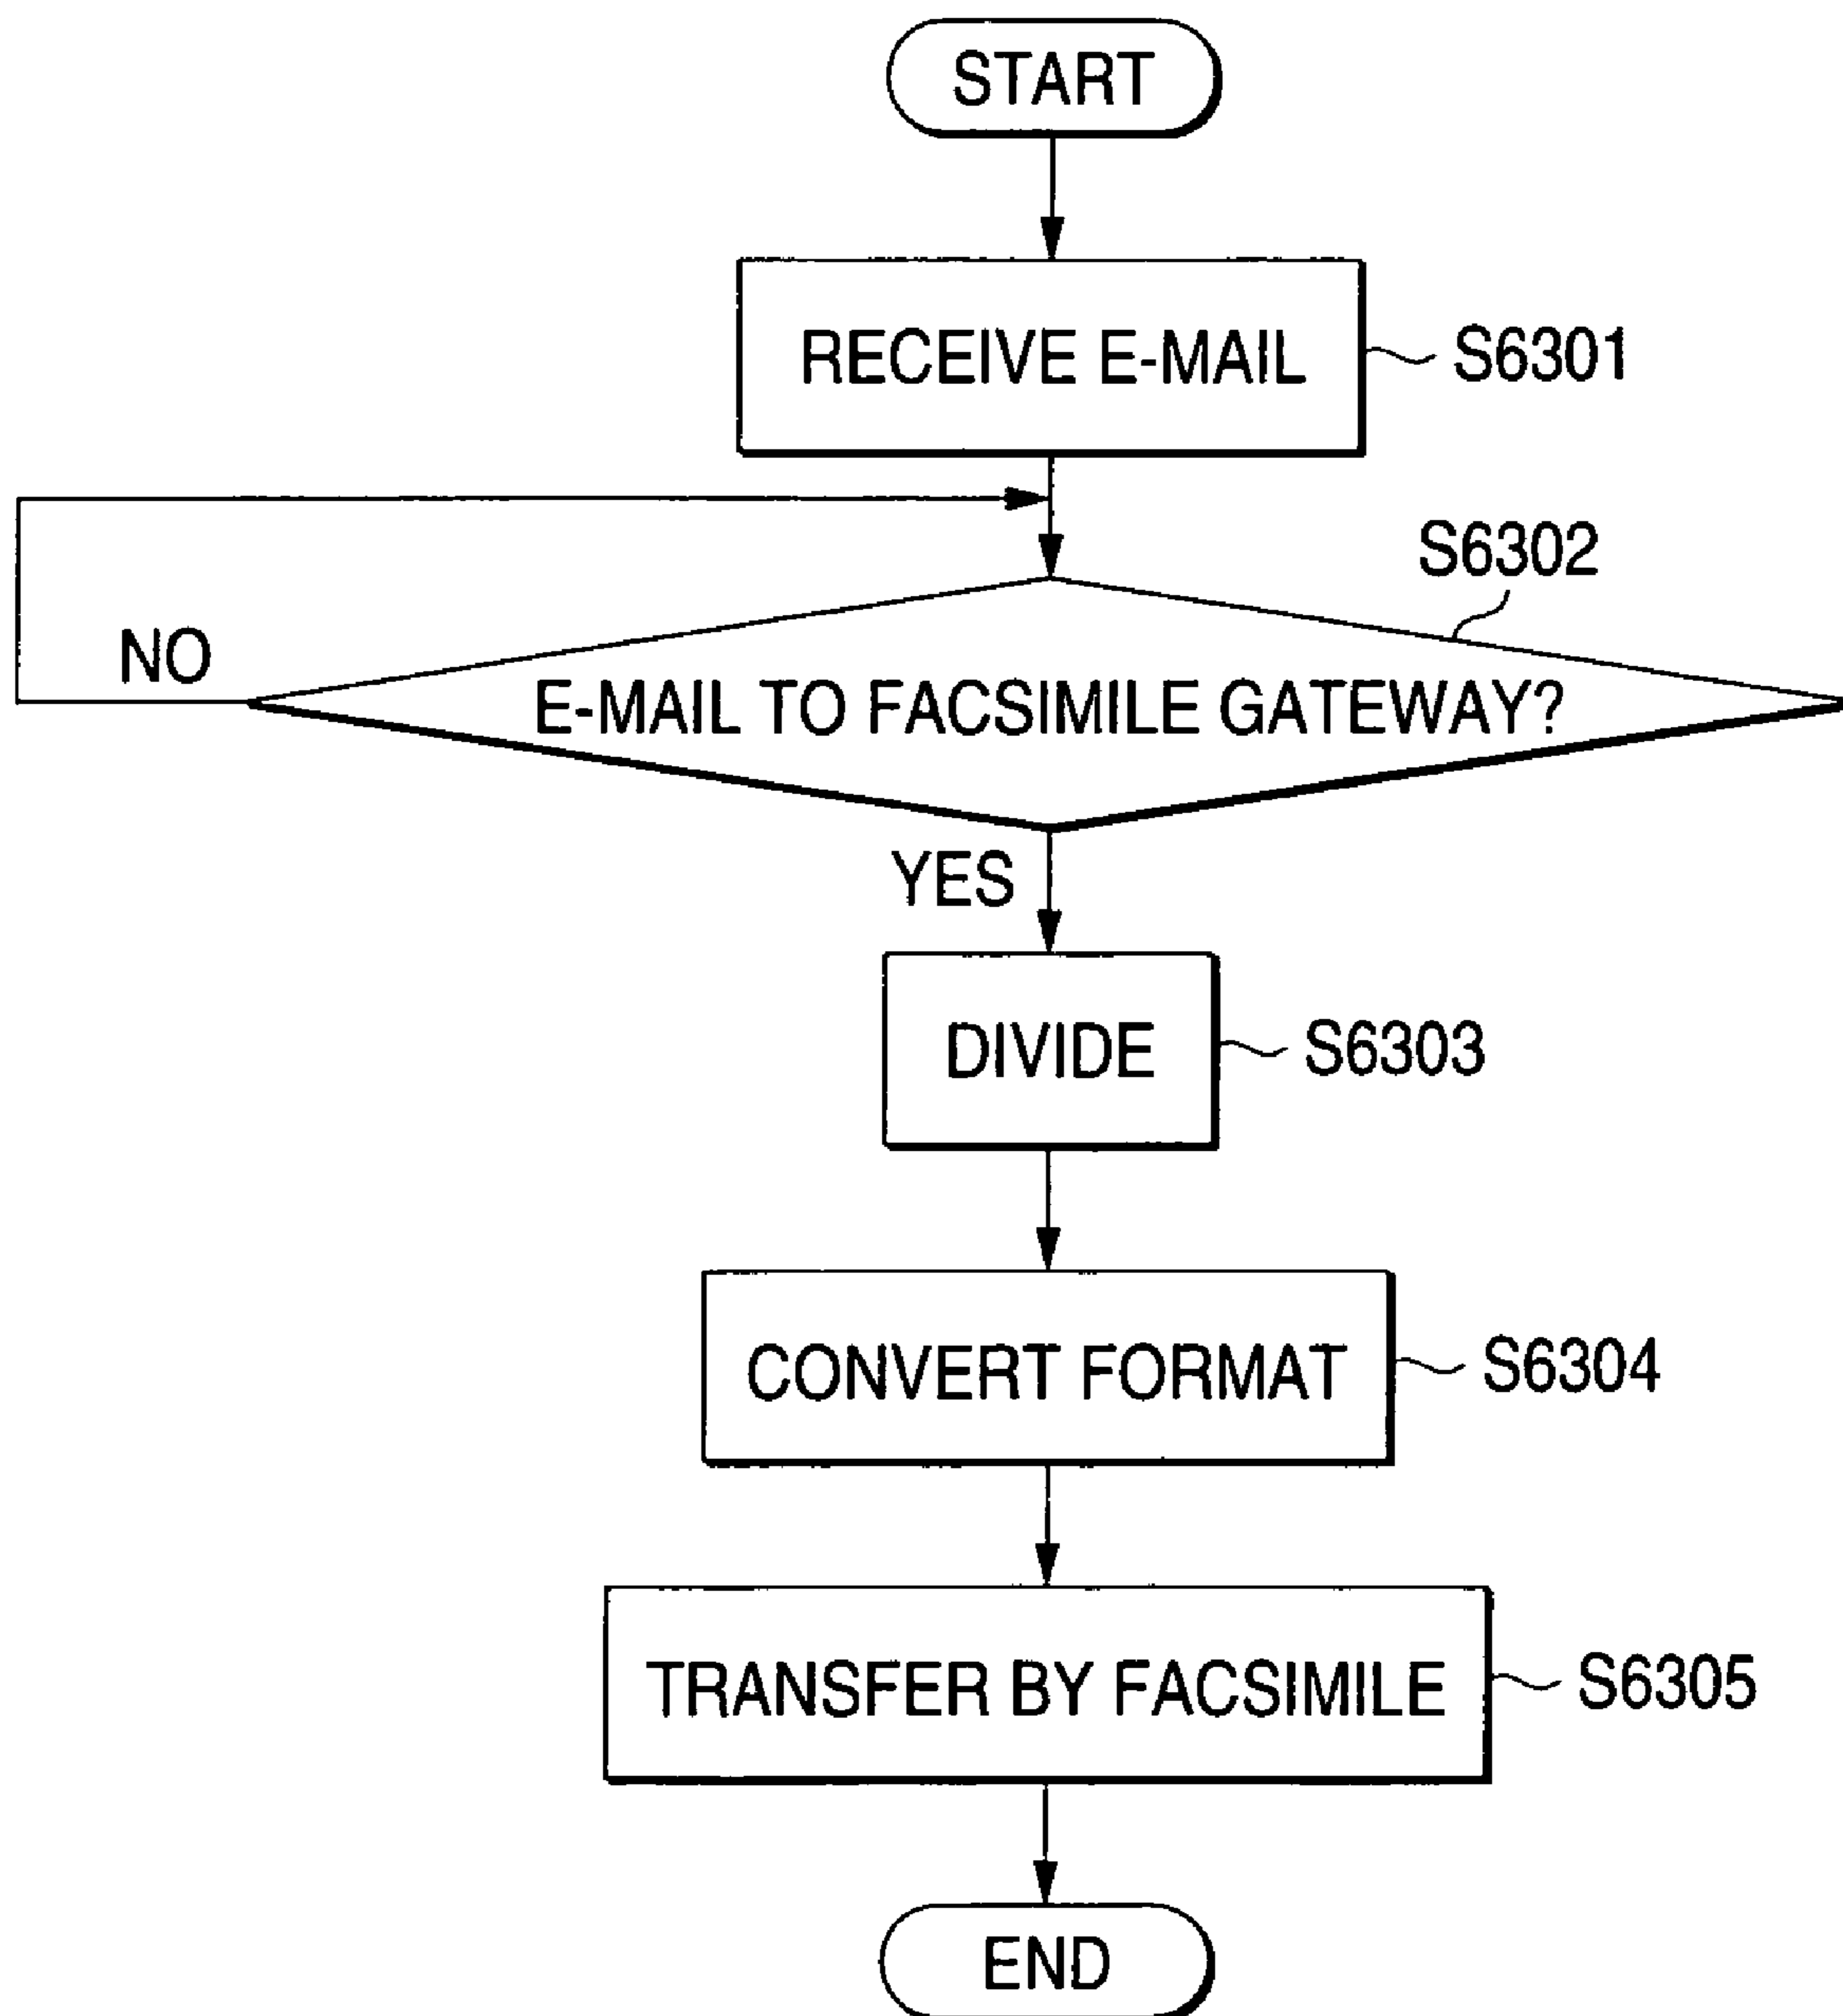 START
RECEIVE E-MAIL
S6301
S6302
NO
E-MAIL TO FACSIMILE GATEWAY?
YES
DIVIDE
S6303
CONVERT FORMAT
S6304
TRANSFER BY FACSIMILE
S6305
END